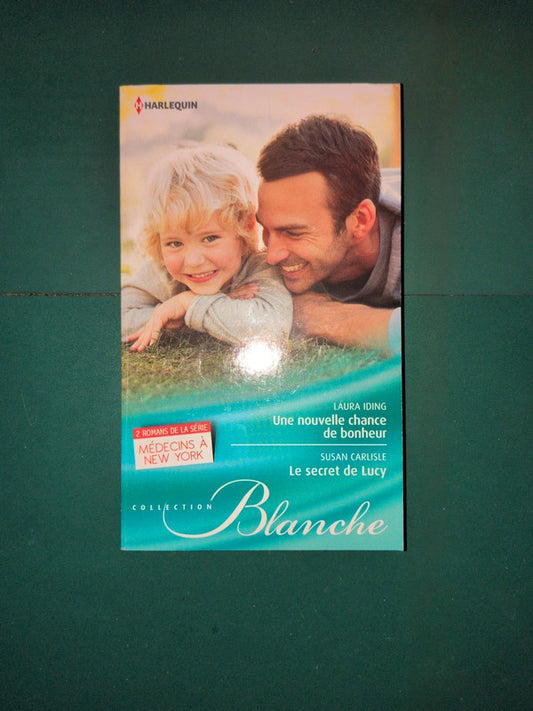 HARLEQUIN
LAURA IDING
Une nouvelle chance
de bonheur
2 ROMANS DE LA SÉRIE
MÉDECINS À
NEW YORK
SUSAN CARLISLE
Le secret de Lucy
COLLECTION
Blanche